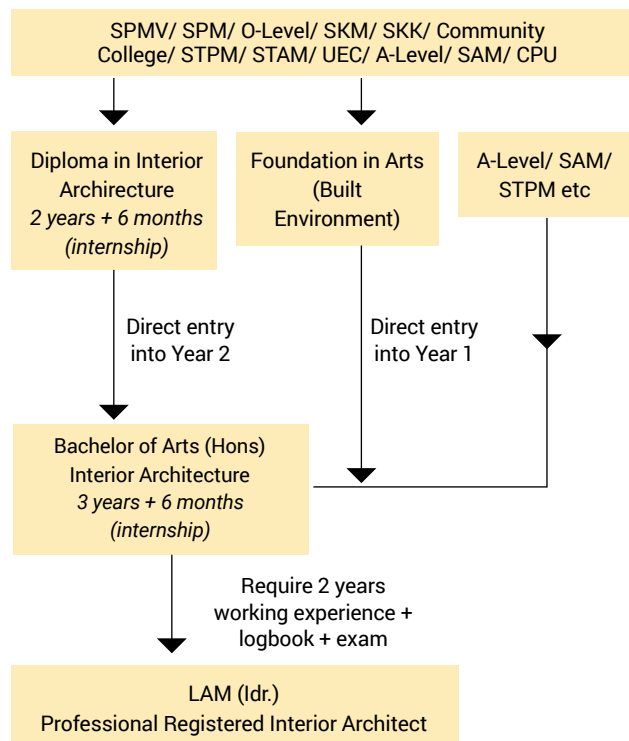 SPMV/ SPM/ O-Level/ SKM/ SKK/ Community
College/ STPM/ STAM/ UEC/ A-Level/ SAM/ CPU
Diploma in Interior
Archirecture
2 years + 6 months
(internship)
Foundation in Arts
(Built
Environment)
A-Level/ SAM/
STPM etc
Direct entry
into Year 2
Direct entry
into Year 1
Bachelor of Arts (Hons)
Interior Architecture
3 years + 6 months
(internship)
Require 2 years
working experience +
logbook + exam
LAM (Idr.)
Professional Registered Interior Architect